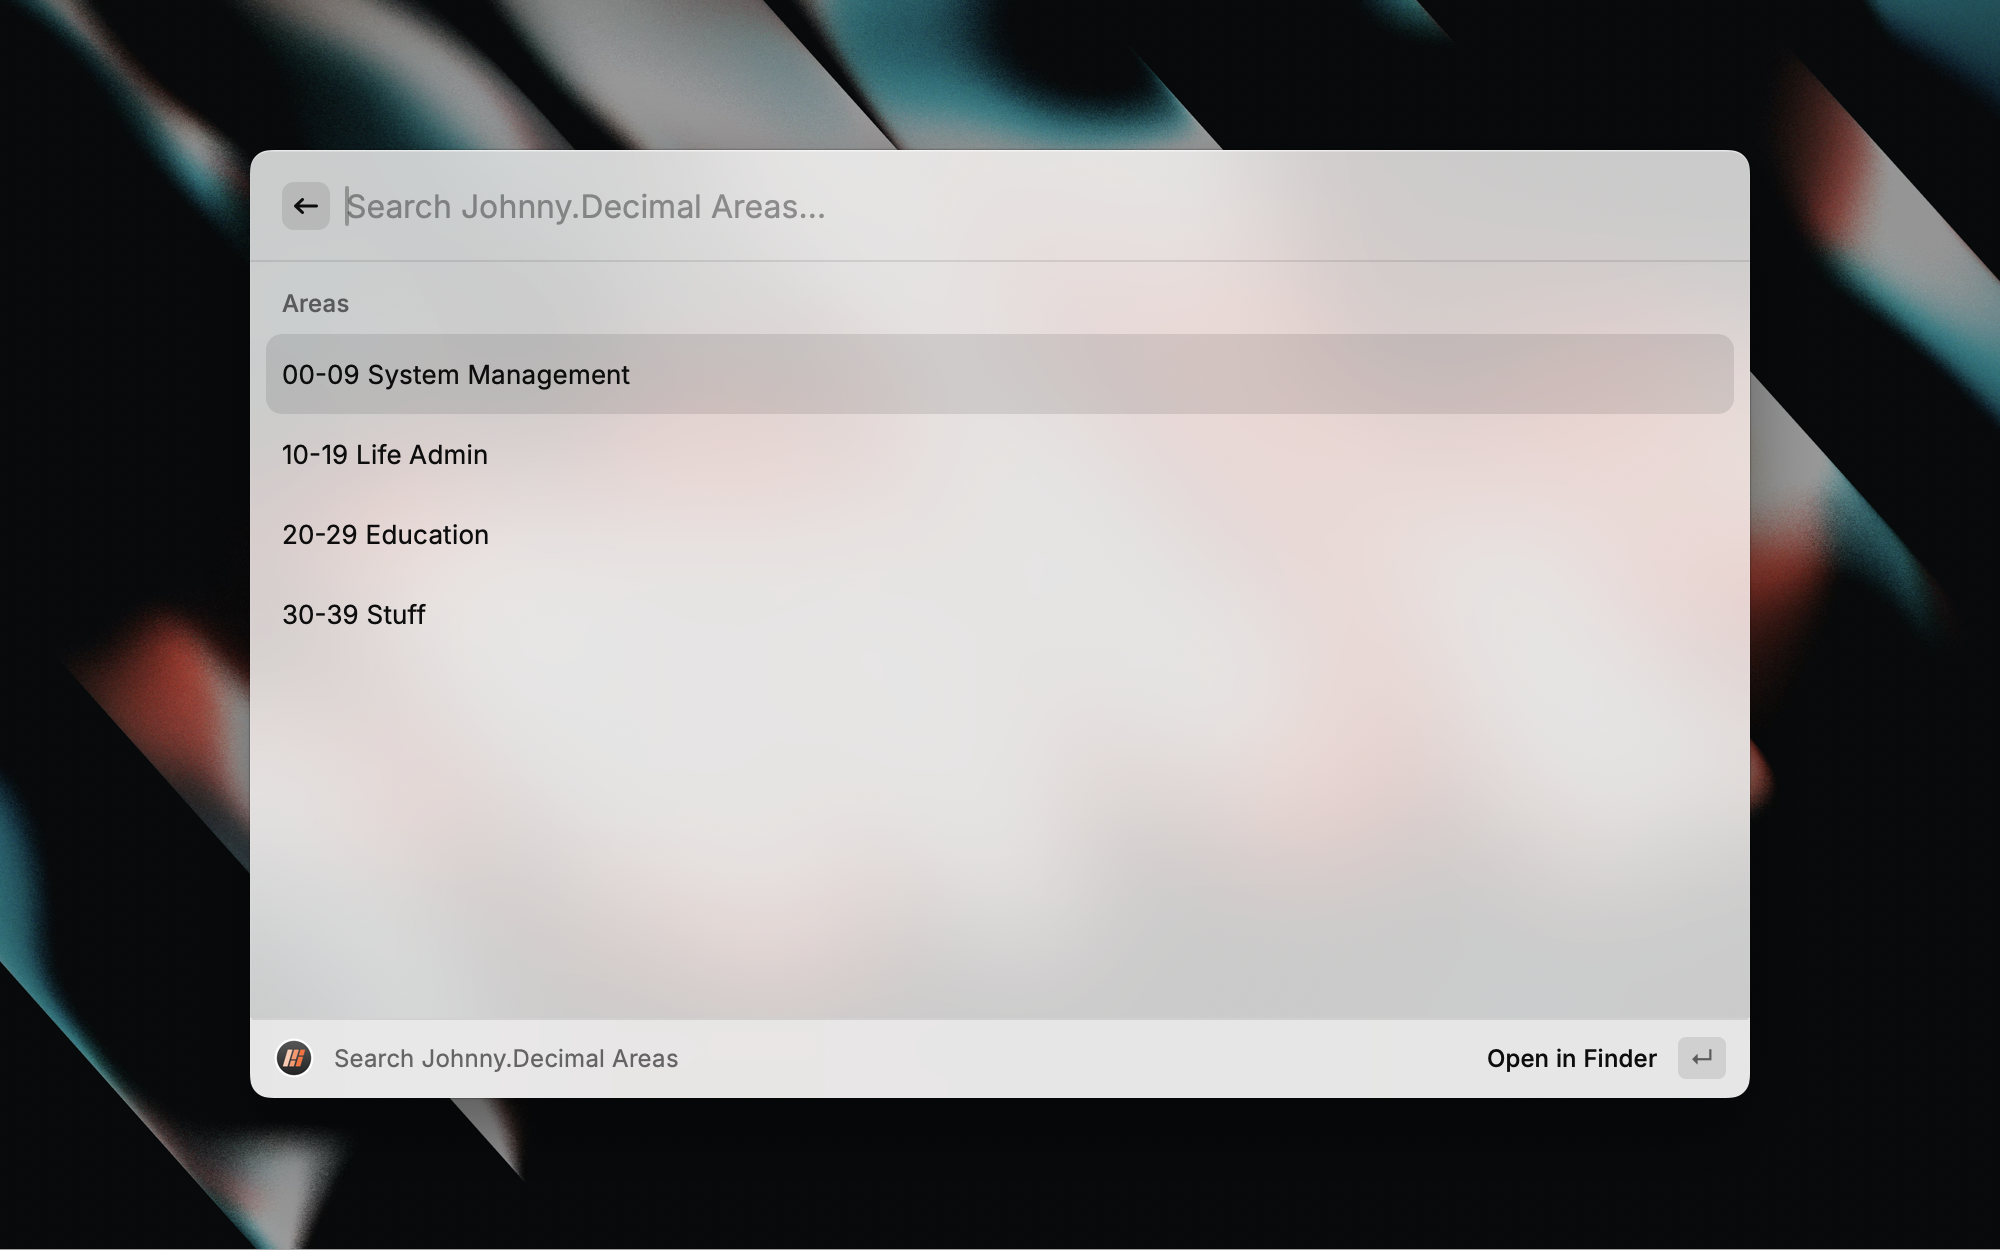 Search Johnny.Decimal Areas...
Areas
00-09 System Management
10-19 Life Admin
20-29 Education
30-39 Stuff
Search Johnny.Decimal Areas
Open in Finder